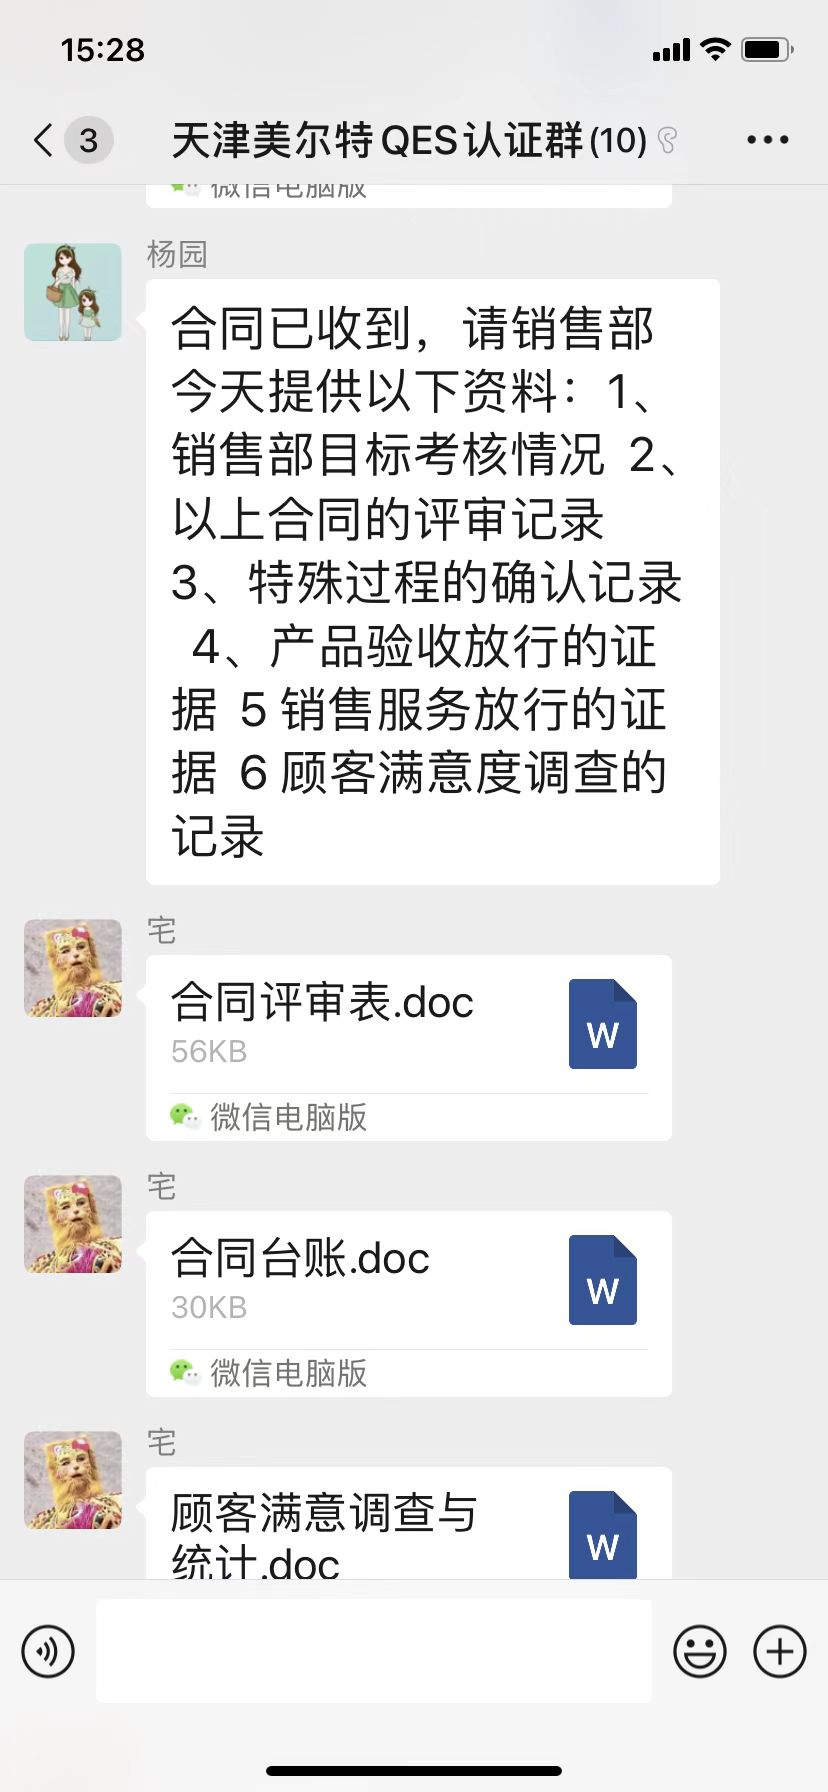 15:28
3
天津美尔特QES认证群(10)
微信电脑版
杨园
合同已收到，请销售部
今天提供以下资料：1、
销售部目标考核情况 2、
以上合同的评审记录
3、特殊过程的确认记录
4、产品验收放行的证
据 5销售服务放行的证
据 6顾客满意度调查的
记录
宅
合同评审表.doc
56KB
W
微信电脑版
宅
合同台账.doc
30KB
W
微信电脑版
宅
顾客满意调查与
统计.doc
W